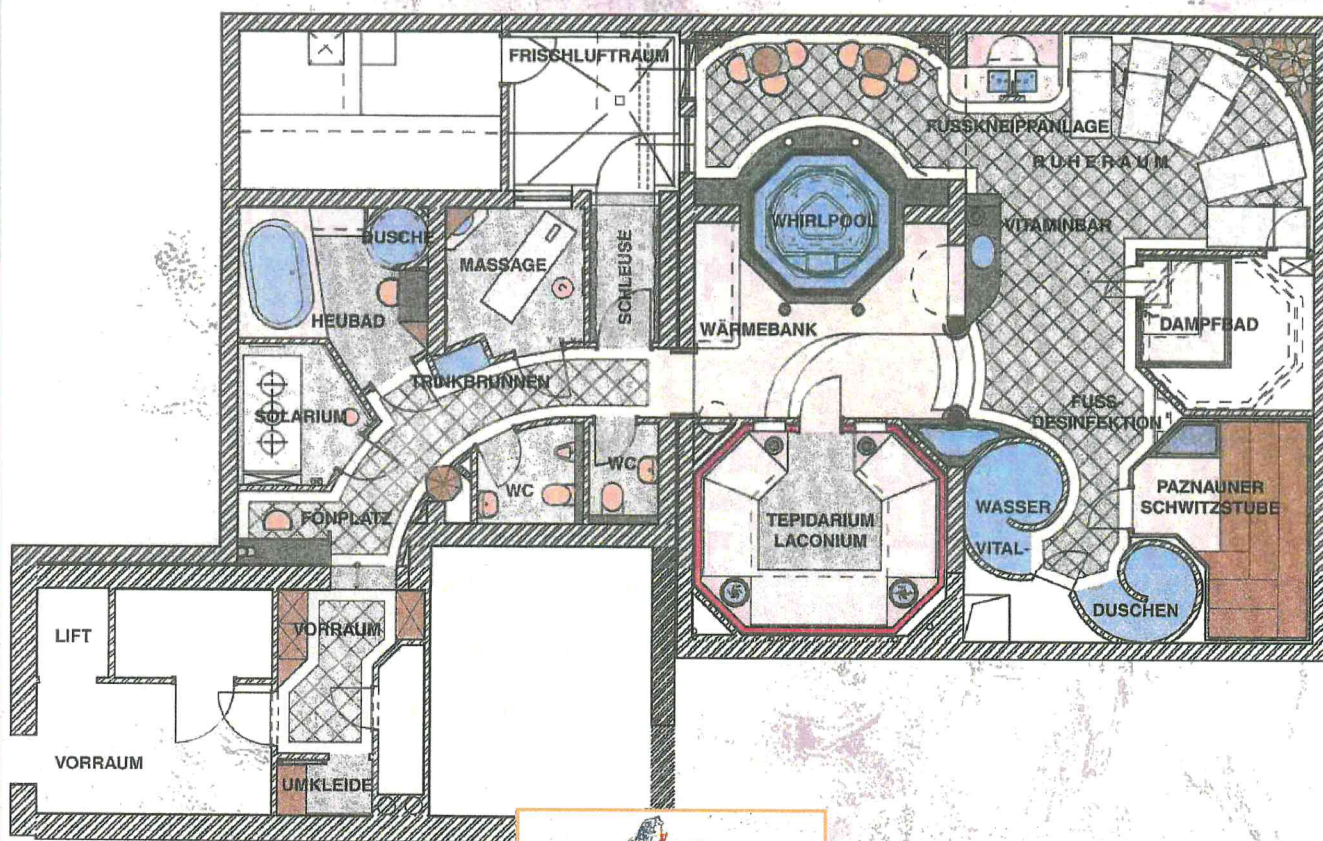 FRISCHLUFTRAUM
FUSSKNEIPPANLAGE
RUHERAUM
DUSCHE
MASSAGE
SCHLEUSE
WHIRLPOOL
VITAMINBAR
HEUBAD
WÄRMEBANK
DAMPFBAD
TRINKBRUNNEN
SOLARIUM
FUSS-
DESINFEKTION
WC
WC
FÖNPLATZ
TEPIDARIUM
LACONIUM
WASSER
VITAL-
PAZNAUNER
SCHWITZSTUBE
DUSCHEN
LIFT
VORRAUM
VORRAUM
UMKLEIDE